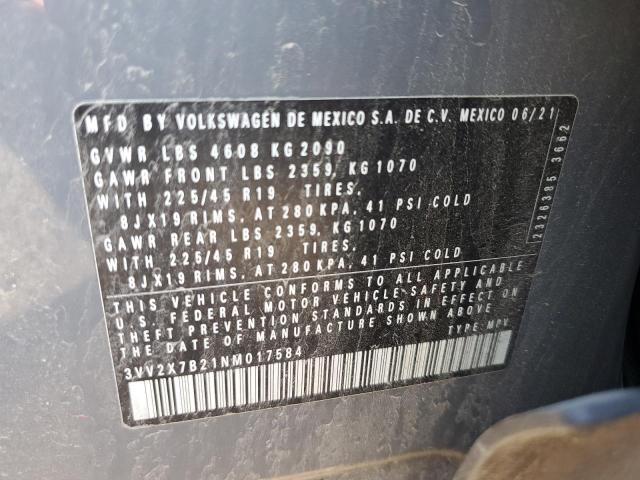 MFD BY VOLKSWAGEN DE MEXICO S.A. DE C.V. MEXICO 06/21
GVWR LBS 4608 KG 2090
GAWR FRONT LBS 2359, KG 1070
WITH 225/45 R19 TIRES.
8JX19 RIMS. AT 280 KPA. 41 PSI COLD
GAWR REAR LBS 2359, KG 1070
WITH 225/45 R19 TIRES.
8JX19 RIMS. AT 280 KPA. 41 PSI COLD
THIS VEHICLE CONFORMS TO ALL APPLICABLE
U.S. FEDERAL MOTOR VEHICLE SAFETY AND
THEFT PREVENTION STANDARDS IN EFFECT ON
THE DATE OF MANUFACTURE SHOWN ABOVE
3VV2X7B21NM017584 TYPE MPV
2326385 3662